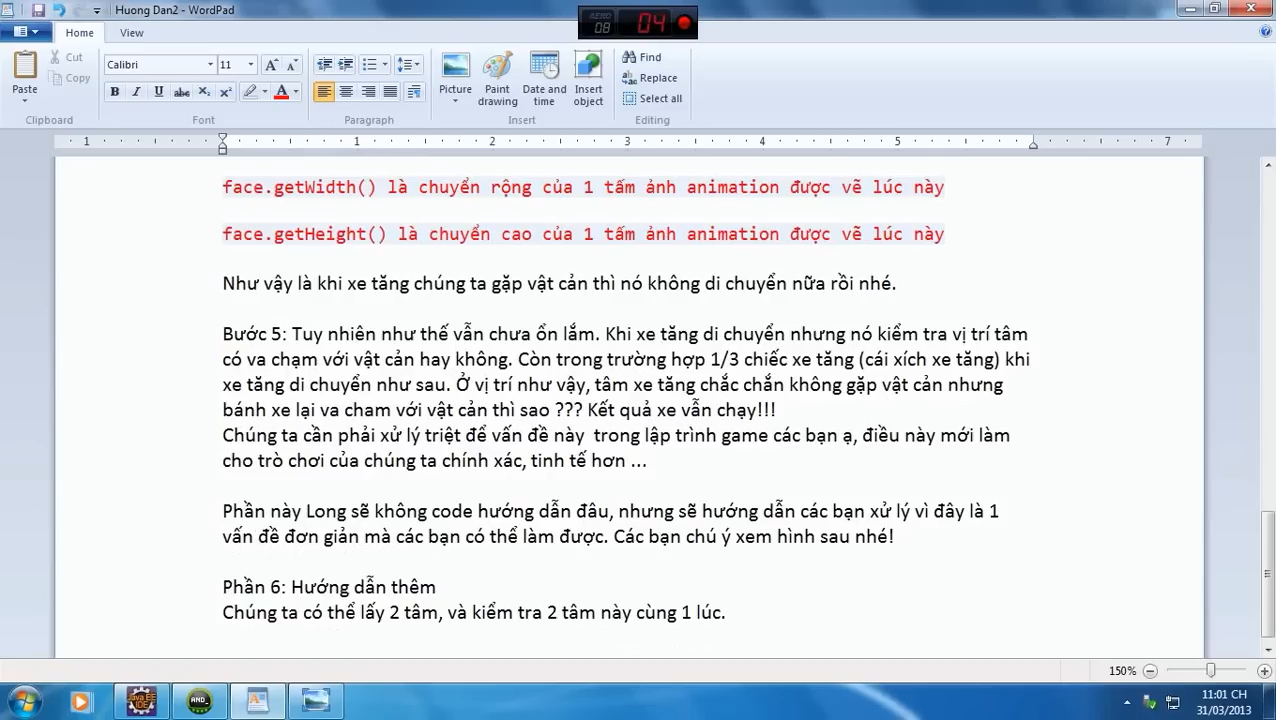 Huong Dan2 - WordPad
AERO
08
04
Home
View
Cut
Copy
Paste
Clipboard
Calibri
11
Font
Paragraph
Picture
Paint drawing
Date and time
Insert object
Insert
Find
Replace
Select all
Editing
1 1 2 3 4 5 7
face.getWidth() là chuyển rộng của 1 tấm ảnh animation được vẽ lúc này
face.getHeight() là chuyển cao của 1 tấm ảnh animation được vẽ lúc này
Như vậy là khi xe tăng chúng ta gặp vật cản thì nó không di chuyển nữa rồi nhé.
Bước 5: Tuy nhiên như thế vẫn chưa ổn lắm. Khi xe tăng di chuyển nhưng nó kiểm tra vị trí tâm
có va chạm với vật cản hay không. Còn trong trường hợp 1/3 chiếc xe tăng (cái xích xe tăng) khi
xe tăng di chuyển như sau. Ở vị trí như vậy, tâm xe tăng chắc chắn không gặp vật cản nhưng
bánh xe lại va cham với vật cản thì sao ??? Kết quả xe vẫn chạy!!!
Chúng ta cần phải xử lý triệt để vấn đề này  trong lập trình game các bạn ạ, điều này mới làm
cho trò chơi của chúng ta chính xác, tinh tế hơn ...
Phần này Long sẽ không code hướng dẫn đâu, nhưng sẽ hướng dẫn các bạn xử lý vì đây là 1
vấn đề đơn giản mà các bạn có thể làm được. Các bạn chú ý xem hình sau nhé!
Phần 6: Hướng dẫn thêm
Chúng ta có thể lấy 2 tâm, và kiểm tra 2 tâm này cùng 1 lúc.
150%
11:01 CH
31/03/2013